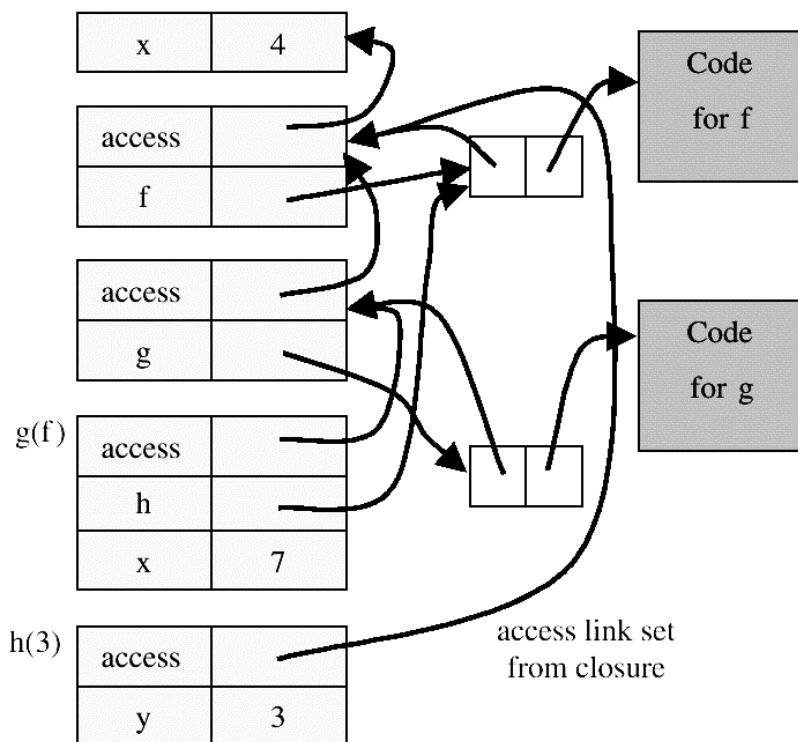 x 4
access
f
access
g
g(f)
access
h
x 7
h(3)
access
y 3
Code
for f
Code
for g
access link set
from closure